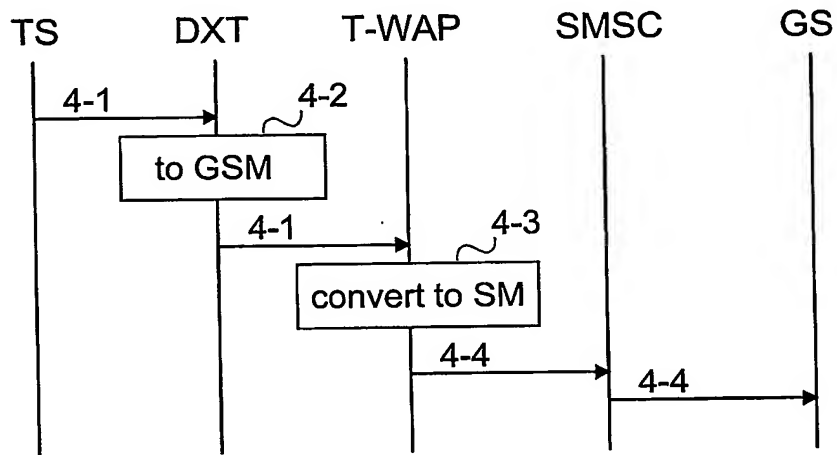 TS DXT T-WAP SMSC GS
4-1
4-2
to GSM
4-1
4-3
convert to SM
4-4
4-4